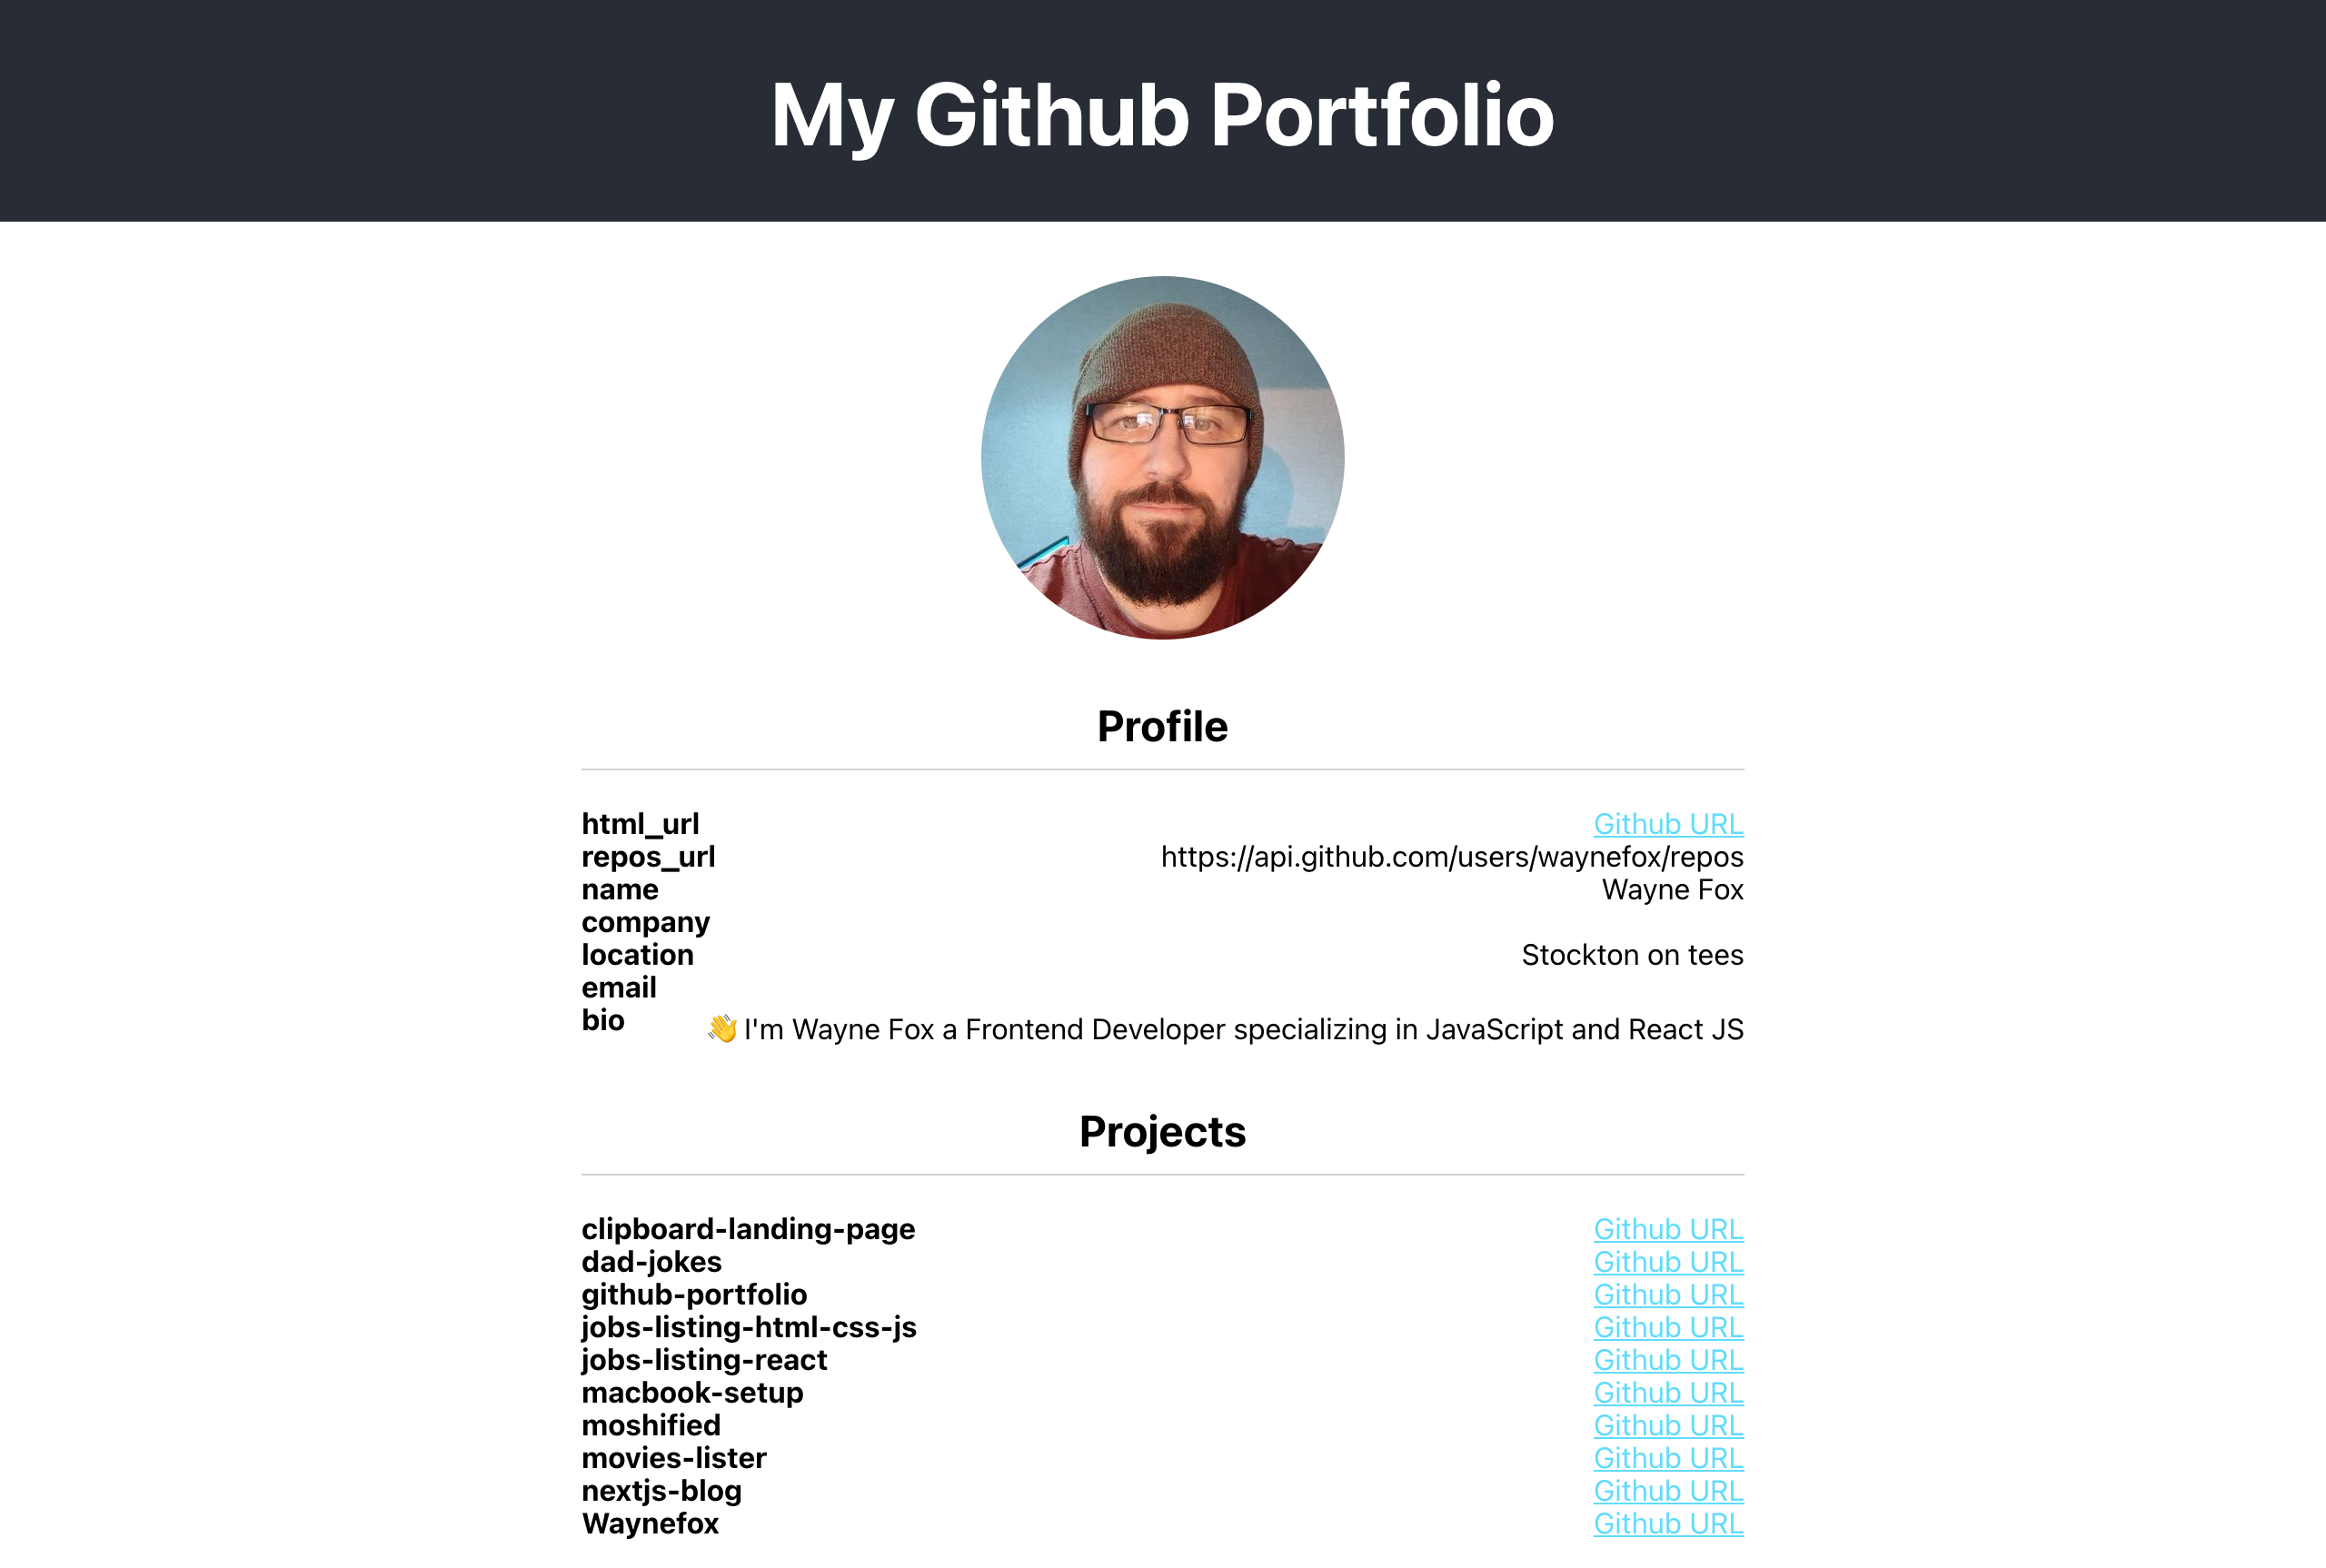 My Github Portfolio
Profile
html_url Github URL
repos_url https://api.github.com/users/waynefox/repos
name Wayne Fox
company
location Stockton on tees
email
bio 👋 I'm Wayne Fox a Frontend Developer specializing in JavaScript and React JS
Projects
clipboard-landing-page Github URL
dad-jokes Github URL
github-portfolio Github URL
jobs-listing-html-css-js Github URL
jobs-listing-react Github URL
macbook-setup Github URL
moshified Github URL
movies-lister Github URL
nextjs-blog Github URL
Waynefox Github URL